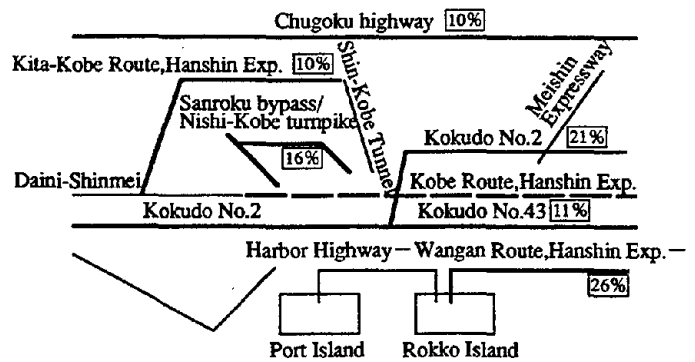 Chugoku highway 10%
Kita-Kobe Route,Hanshin Exp. 10%
Shin-Kobe Tunnel
Meishin
Expressway
Sanroku bypass/
Nishi-Kobe turnpike
16%
Kokudo No.2 21%
Daini-Shinmei
Kobe Route,Hanshin Exp.
Kokudo No.2
Kokudo No.43 11%
Harbor Highway－Wangan Route,Hanshin Exp.－
26%
Port Island
Rokko Island